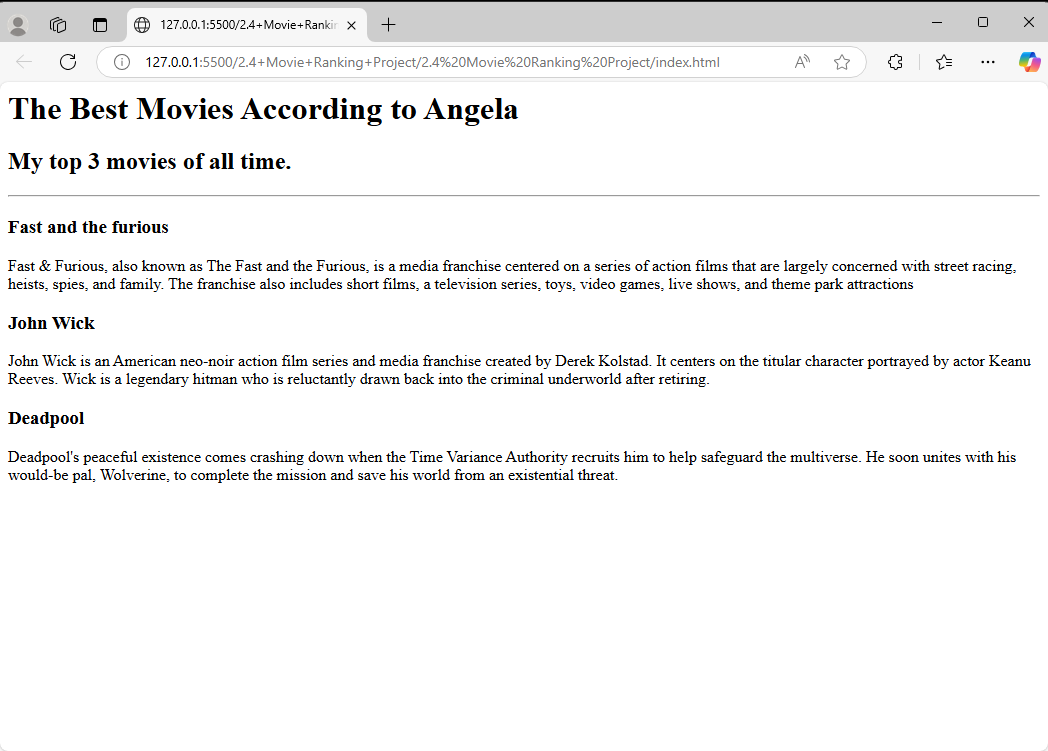 127.0.0.1:5500/2.4+Movie+Rankin
127.0.0.1:5500/2.4+Movie+Ranking+Project/2.4%20Movie%20Ranking%20Project/index.html
The Best Movies According to Angela
My top 3 movies of all time.
Fast and the furious
Fast & Furious, also known as The Fast and the Furious, is a media franchise centered on a series of action films that are largely concerned with street racing,
heists, spies, and family. The franchise also includes short films, a television series, toys, video games, live shows, and theme park attractions
John Wick
John Wick is an American neo-noir action film series and media franchise created by Derek Kolstad. It centers on the titular character portrayed by actor Keanu
Reeves. Wick is a legendary hitman who is reluctantly drawn back into the criminal underworld after retiring.
Deadpool
Deadpool's peaceful existence comes crashing down when the Time Variance Authority recruits him to help safeguard the multiverse. He soon unites with his
would-be pal, Wolverine, to complete the mission and save his world from an existential threat.